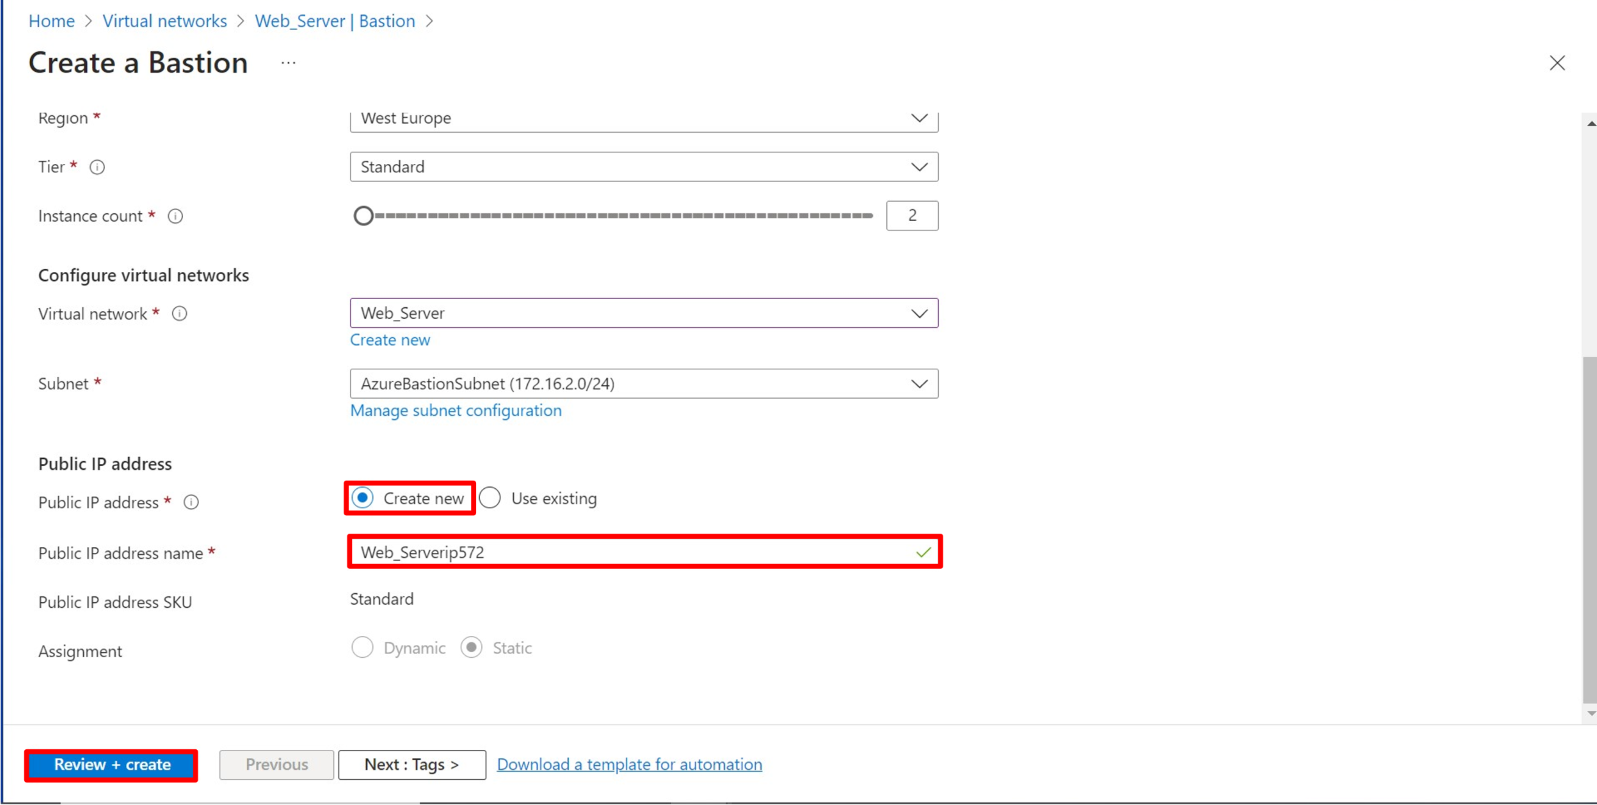 Home > Virtual networks > Web_Server | Bastion >
Create a Bastion ...
Region * West Europe
Tier * Standard
Instance count * 2
Configure virtual networks
Virtual network * Web_Server
Create new
Subnet * AzureBastionSubnet (172.16.2.0/24)
Manage subnet configuration
Public IP address
Public IP address * Create new Use existing
Public IP address name * Web_Serverip572
Public IP address SKU Standard
Assignment Dynamic Static
Review + create Previous Next : Tags > Download a template for automation